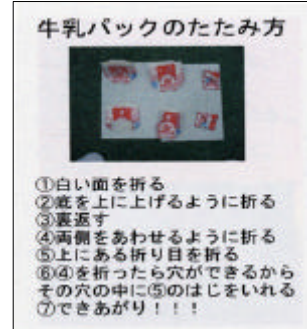 牛乳パックのたたみ方
①白い面を折る
②底を上に上げるように折る
③裏返す
④両側をあわせるように折る
⑤上にある折り目を折る
⑥④を折ったら穴ができるから
その穴の中に⑤のはじをいれる
⑦できあがり！！！